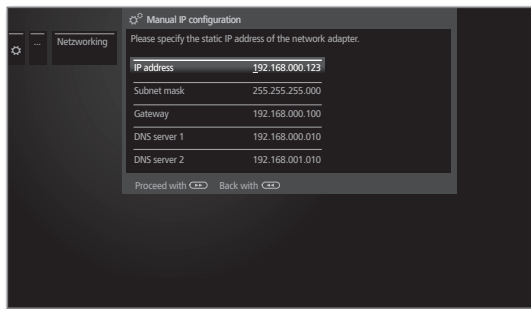 Manual IP configuration
... Netzworking
Please specify the static IP address of the network adapter.
IP address 192.168.000.123
Subnet mask 255.255.255.000
Gateway 192.168.000.100
DNS server 1 192.168.000.010
DNS server 2 192.168.001.010
Proceed with Back with